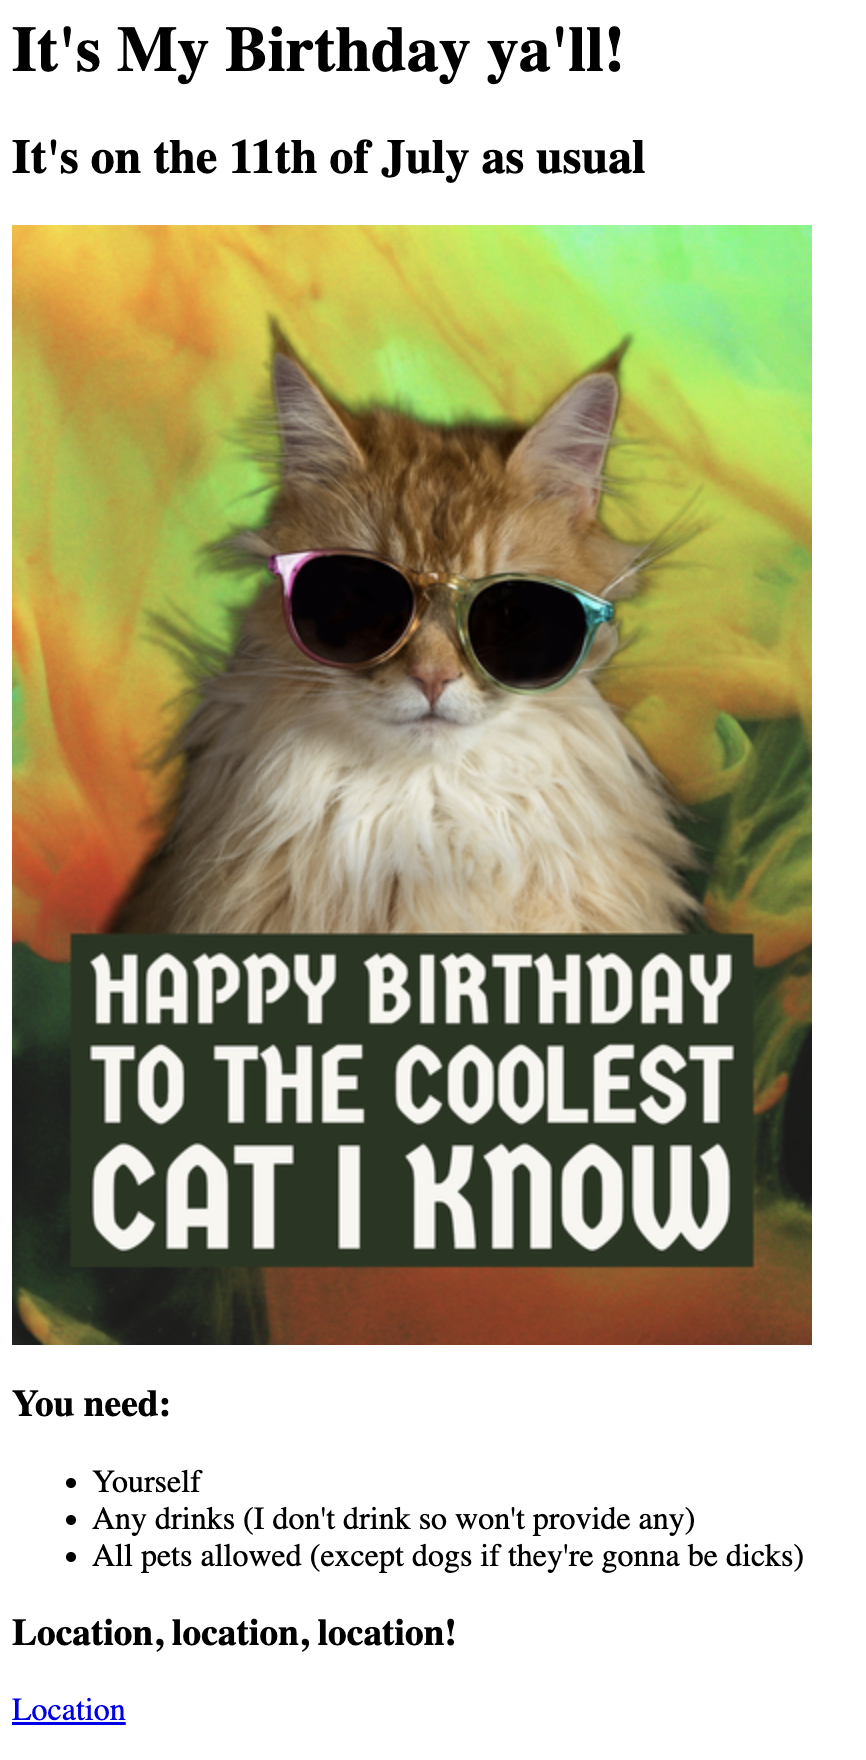 It's My Birthday ya'll!
It's on the 11th of July as usual
HAPPY BIRTHDAY
TO THE COOLEST
CAT I KNOW
You need:
• Yourself
• Any drinks (I don't drink so won't provide any)
• All pets allowed (except dogs if they're gonna be dicks)
Location, location, location!
Location